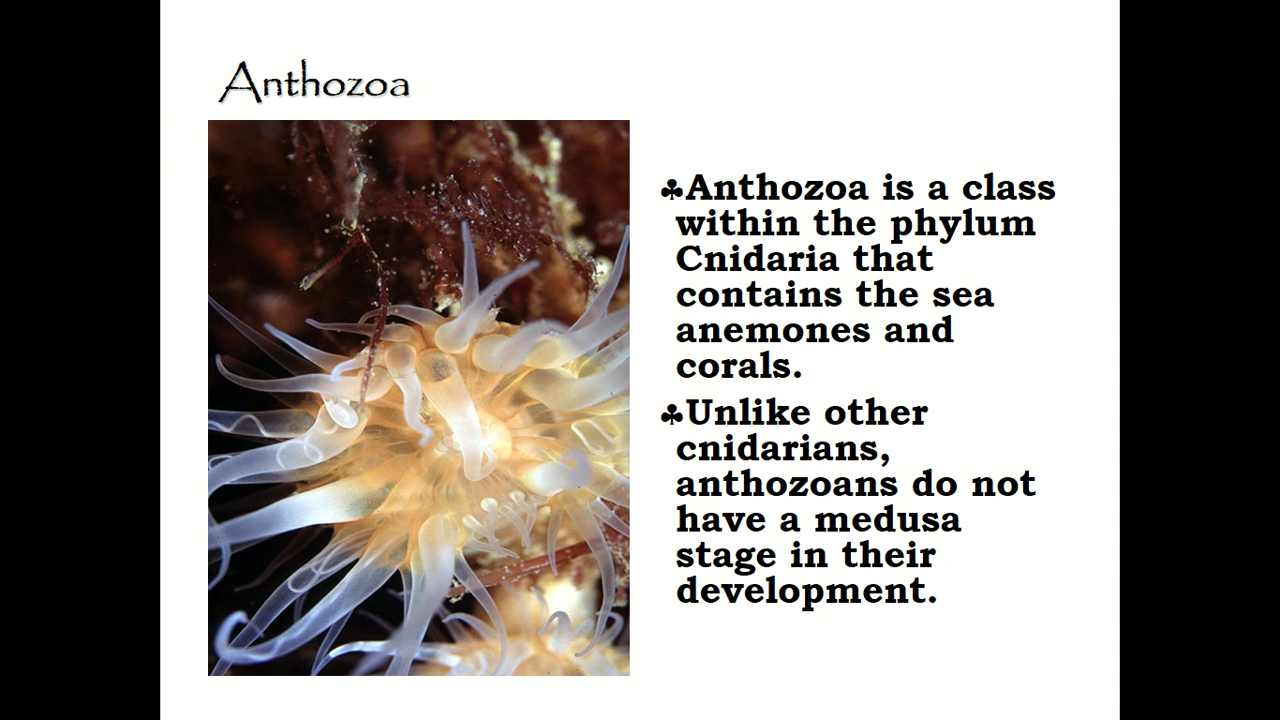 Anthozoa
♣Anthozoa is a class
within the phylum
Cnidaria that
contains the sea
anemones and
corals.
♣Unlike other
cnidarians,
anthozoans do not
have a medusa
stage in their
development.